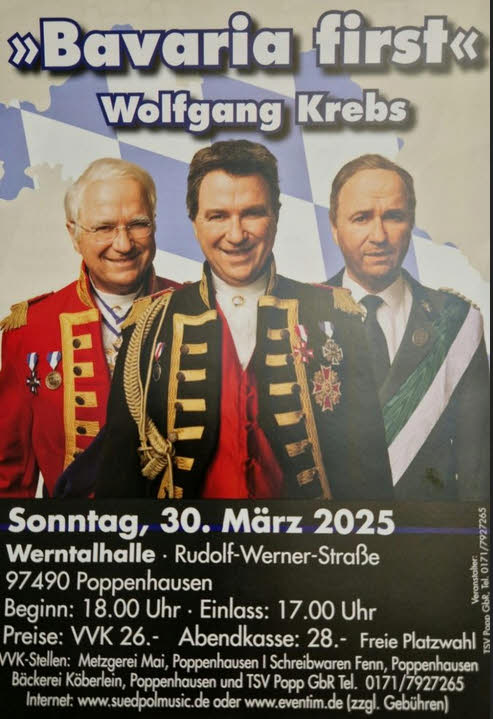 »Bavaria first«
Wolfgang Krebs
Sonntag, 30. März 2025
Werntalhalle · Rudolf-Werner-Straße
97490 Poppenhausen
Beginn: 18.00 Uhr · Einlass: 17.00 Uhr
Preise: VVK 26.- Abendkasse: 28.- Freie Platzwahl
VVK-Stellen: Metzgerei Mai, Poppenhausen I Schreibwaren Fenn, Poppenhausen
Bäckerei Köberlein, Poppenhausen und TSV Popp GbR Tel. 0171/7927265
Internet: www.suedpolmusic.de oder www.eventim.de (zzgl. Gebühren)
Veranstalter:
TSV Popp GbR, Tel. 0171/7927265